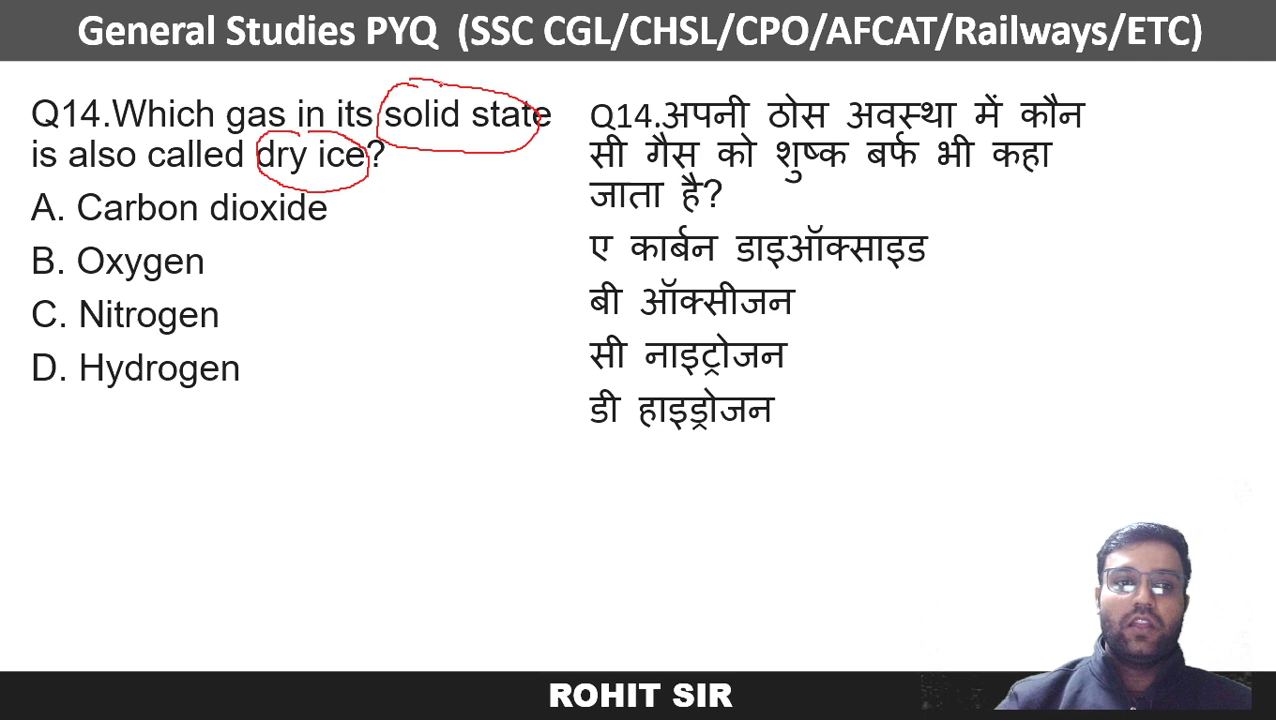 General Studies PYQ (SSC CGL/CHSL/CPO/AFCAT/Railways/ETC)
Q14.Which gas in its solid state
is also called dry ice?
A. Carbon dioxide
B. Oxygen
C. Nitrogen
D. Hydrogen
Q14.अपनी ठोस अवस्था में कौन
सी गैस को शुष्क बर्फ भी कहा
जाता है?
ए कार्बन डाइऑक्साइड
बी ऑक्सीजन
सी नाइट्रोजन
डी हाइड्रोजन
ROHIT SIR